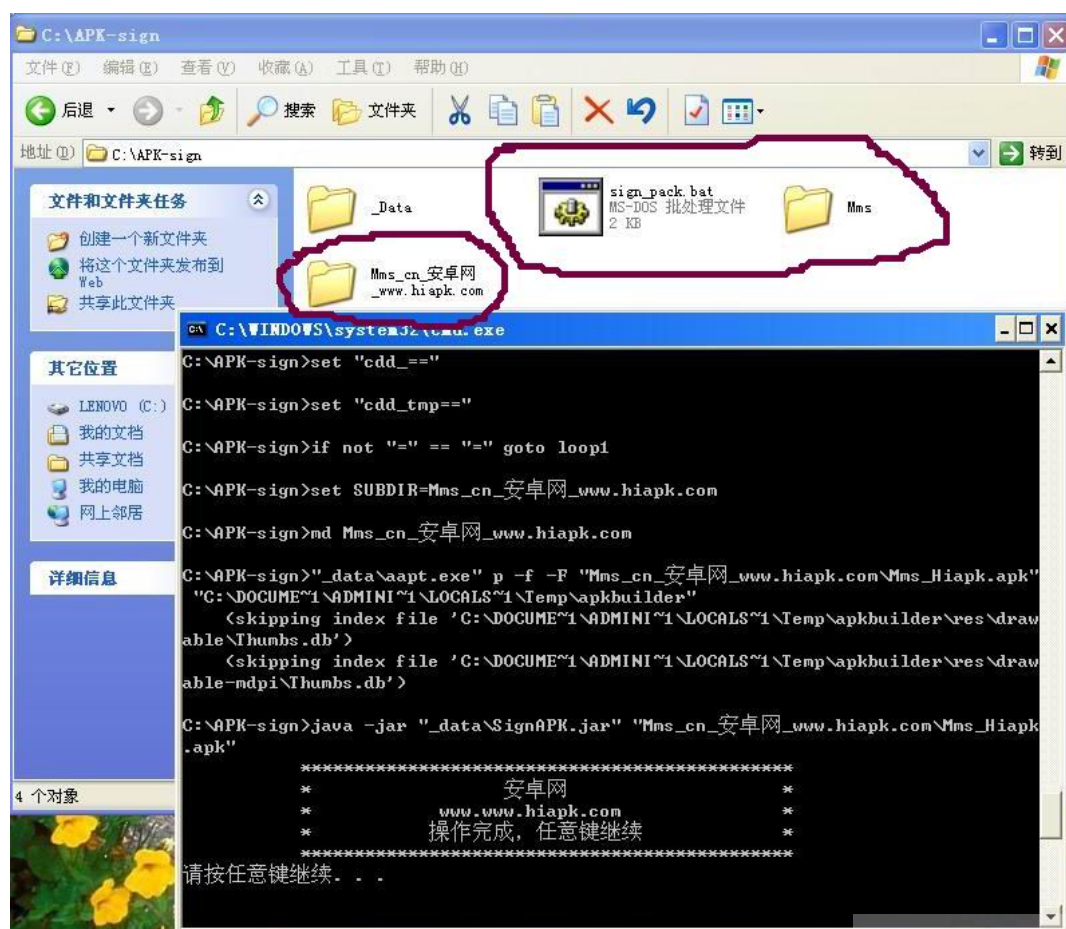 C:\APK-sign
文件(F) 编辑(E) 查看(V) 收藏(A) 工具(T) 帮助(H)
后退 搜索 文件夹
地址(D) C:\APK-sign 转到
文件和文件夹任务
创建一个新文件夹
将这个文件夹发布到
Web
共享此文件夹
其它位置
LENOVO (C:)
我的文档
共享文档
我的电脑
网上邻居
详细信息
_Data
sign_pack.bat
MS-DOS 批处理文件
2 KB
Mms
Mms_cn_安卓网
_www.hiapk.com
4 个对象
C:\WINDOWS\system32\cmd.exe
C:\APK-sign>set "cdd_=="
C:\APK-sign>set "cdd_tmp=="
C:\APK-sign>if not "=" == "=" goto loop1
C:\APK-sign>set SUBDIR=Mms_cn_安卓网_www.hiapk.com
C:\APK-sign>md Mms_cn_安卓网_www.hiapk.com
C:\APK-sign>"_data\aapt.exe" p -f -F "Mms_cn_安卓网_www.hiapk.com\Mms_Hiapk.apk"
"C:\DOCUME~1\ADMINI~1\LOCALS~1\Temp\apkbuilder"
(skipping index file 'C:\DOCUME~1\ADMINI~1\LOCALS~1\Temp\apkbuilder\res\draw
able\Thumbs.db')
(skipping index file 'C:\DOCUME~1\ADMINI~1\LOCALS~1\Temp\apkbuilder\res\draw
able-mdpi\Thumbs.db')
C:\APK-sign>java -jar "_data\SignAPK.jar" "Mms_cn_安卓网_www.hiapk.com\Mms_Hiapk
.apk"
**********************************************
* 安卓网 *
* www.www.hiapk.com *
* 操作完成，任意键继续 *
**********************************************
请按任意键继续. . .